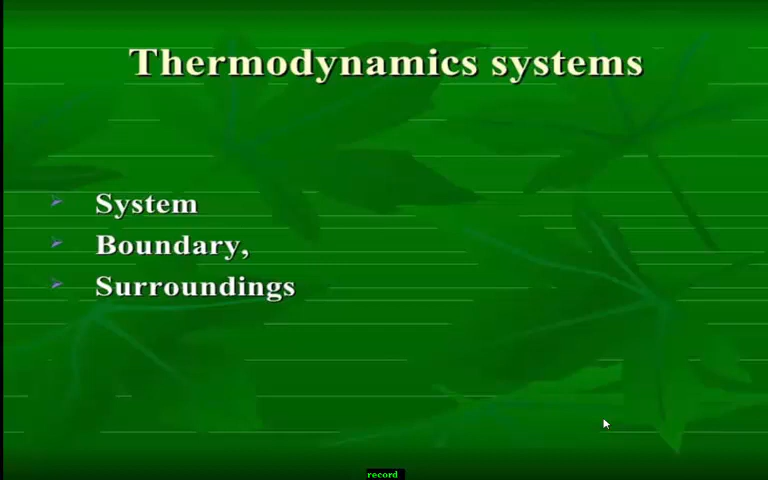 Thermodynamics systems
System
Boundary,
Surroundings
record